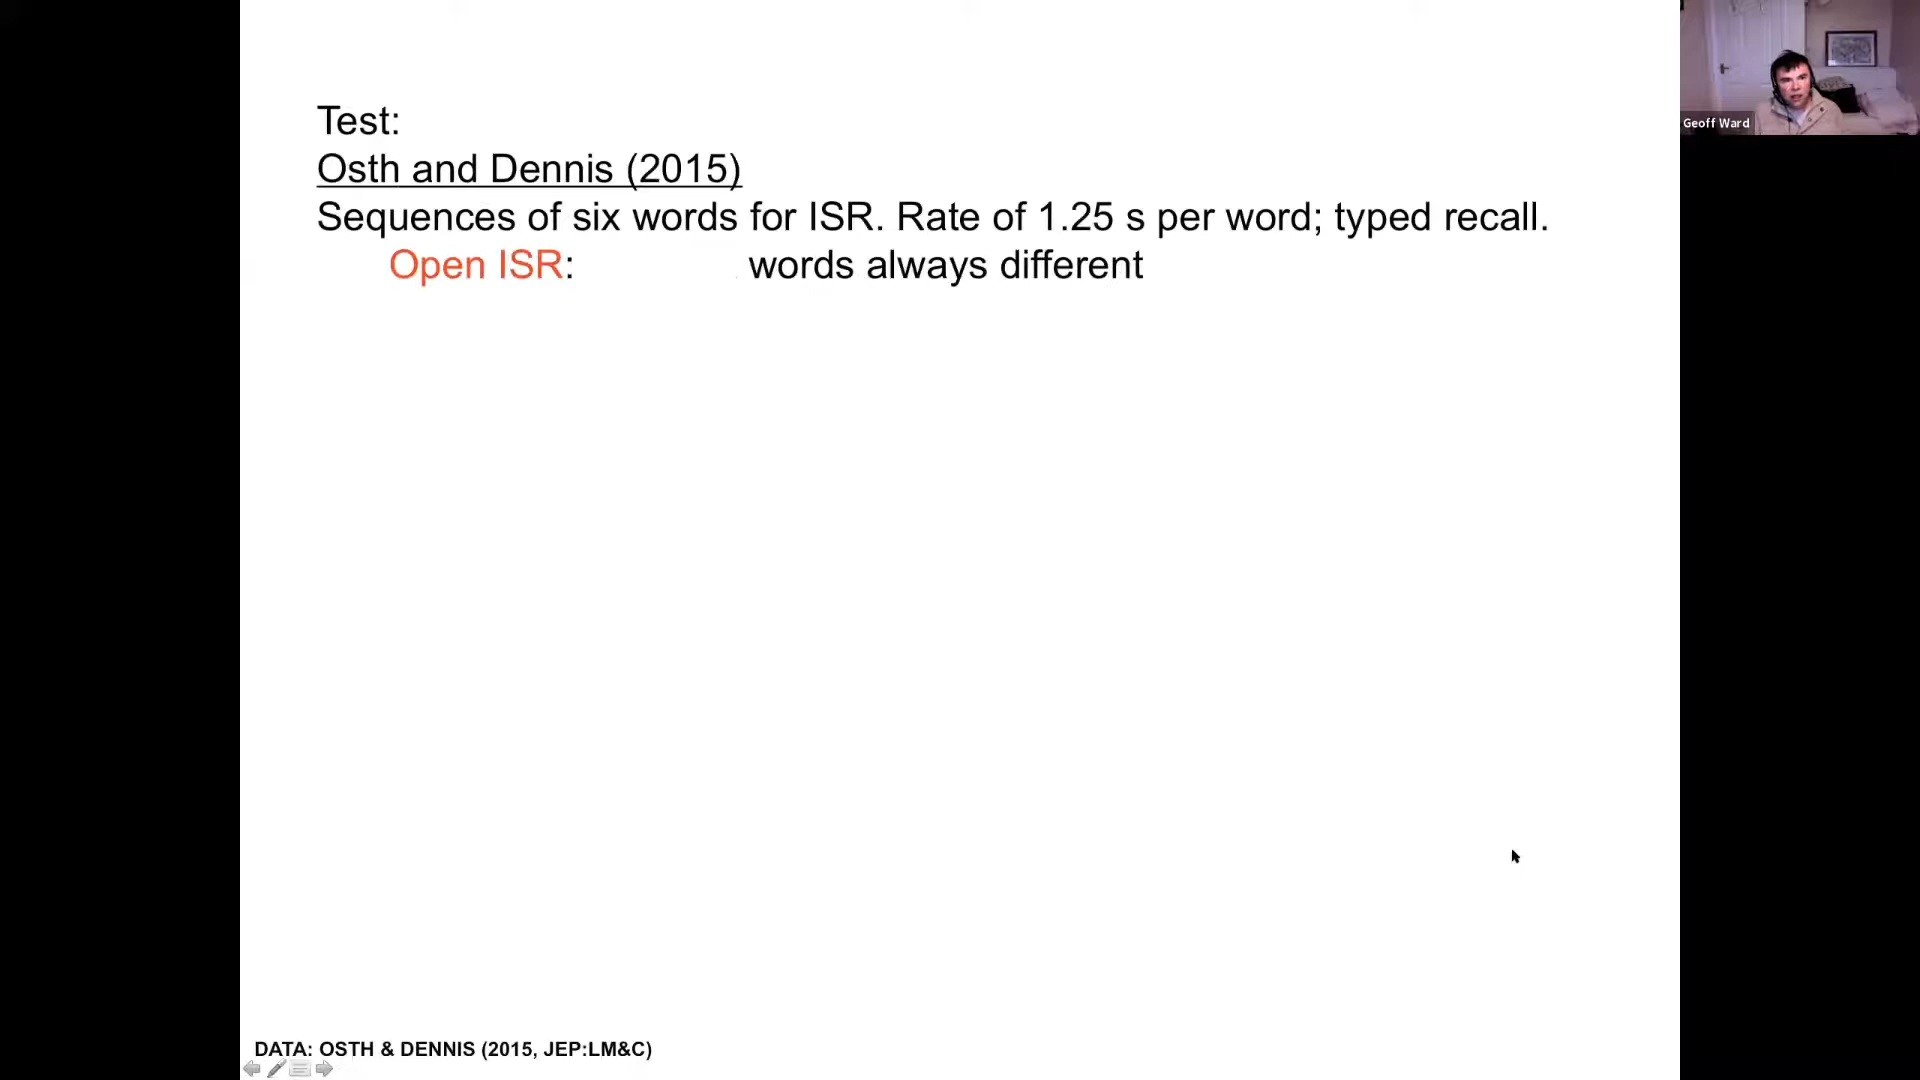 Test:
Osth and Dennis (2015)
Sequences of six words for ISR. Rate of 1.25 s per word; typed recall.
Open ISR: words always different
Geoff Ward
DATA: OSTH & DENNIS (2015, JEP:LM&C)